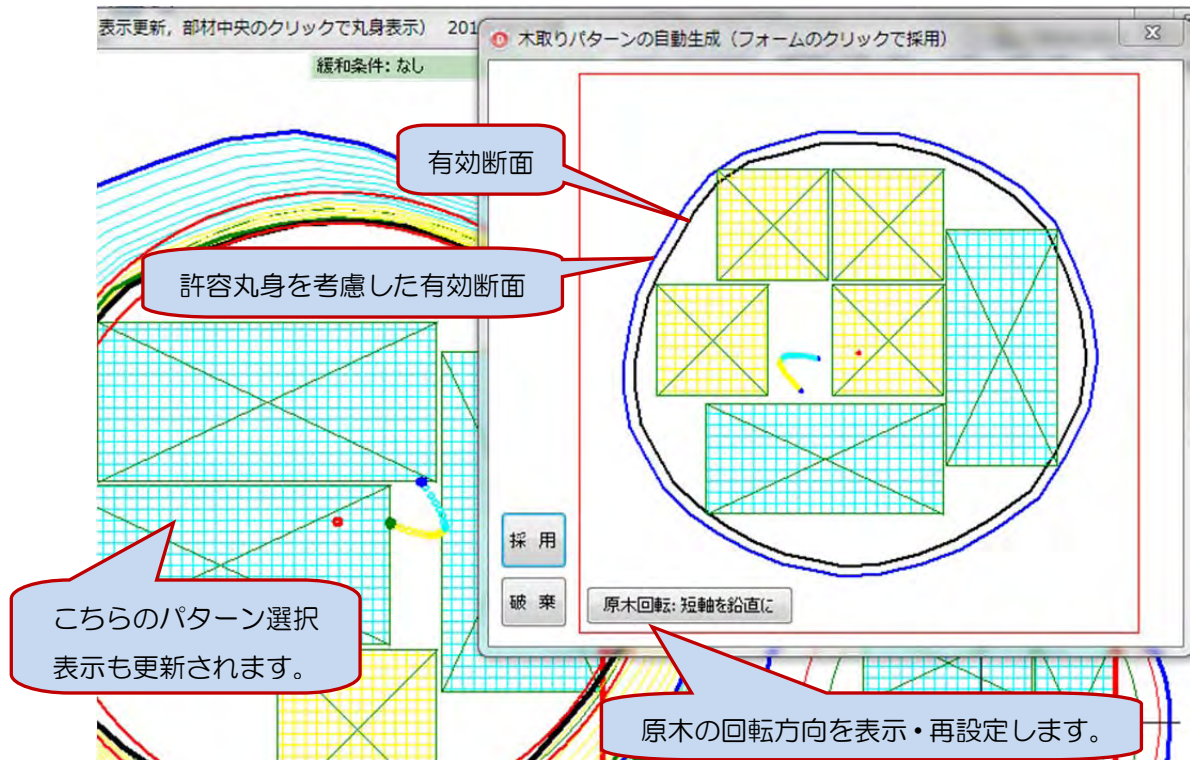 表示更新，部材中央のクリックで丸身表示） 201
木取りパターンの自動生成（フォームのクリックで採用）
緩和条件: なし
有効断面
許容丸身を考慮した有効断面
採 用
破 棄
原木回転: 短軸を鉛直に
こちらのパターン選択
表示も更新されます。
原木の回転方向を表示・再設定します。